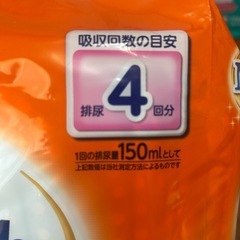 吸収回数の目安
排尿 4 回分
1回の排尿量150mlとして
上記数値は当社測定方法によるもの